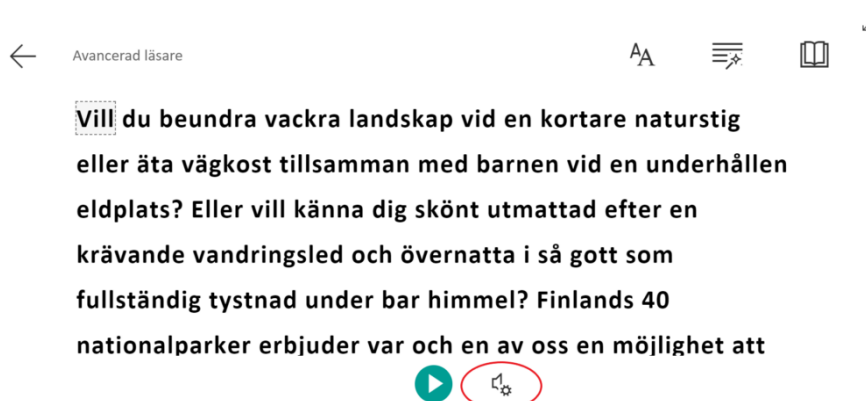 Avancerad läsare
Vill du beundra vackra landskap vid en kortare naturstig
eller äta vägkost tillsamman med barnen vid en underhållen
eldplats? Eller vill känna dig skönt utmattad efter en
krävande vandringsled och övernatta i så gott som
fullständig tystnad under bar himmel? Finlands 40
nationalparker erbjuder var och en av oss en möjlighet att